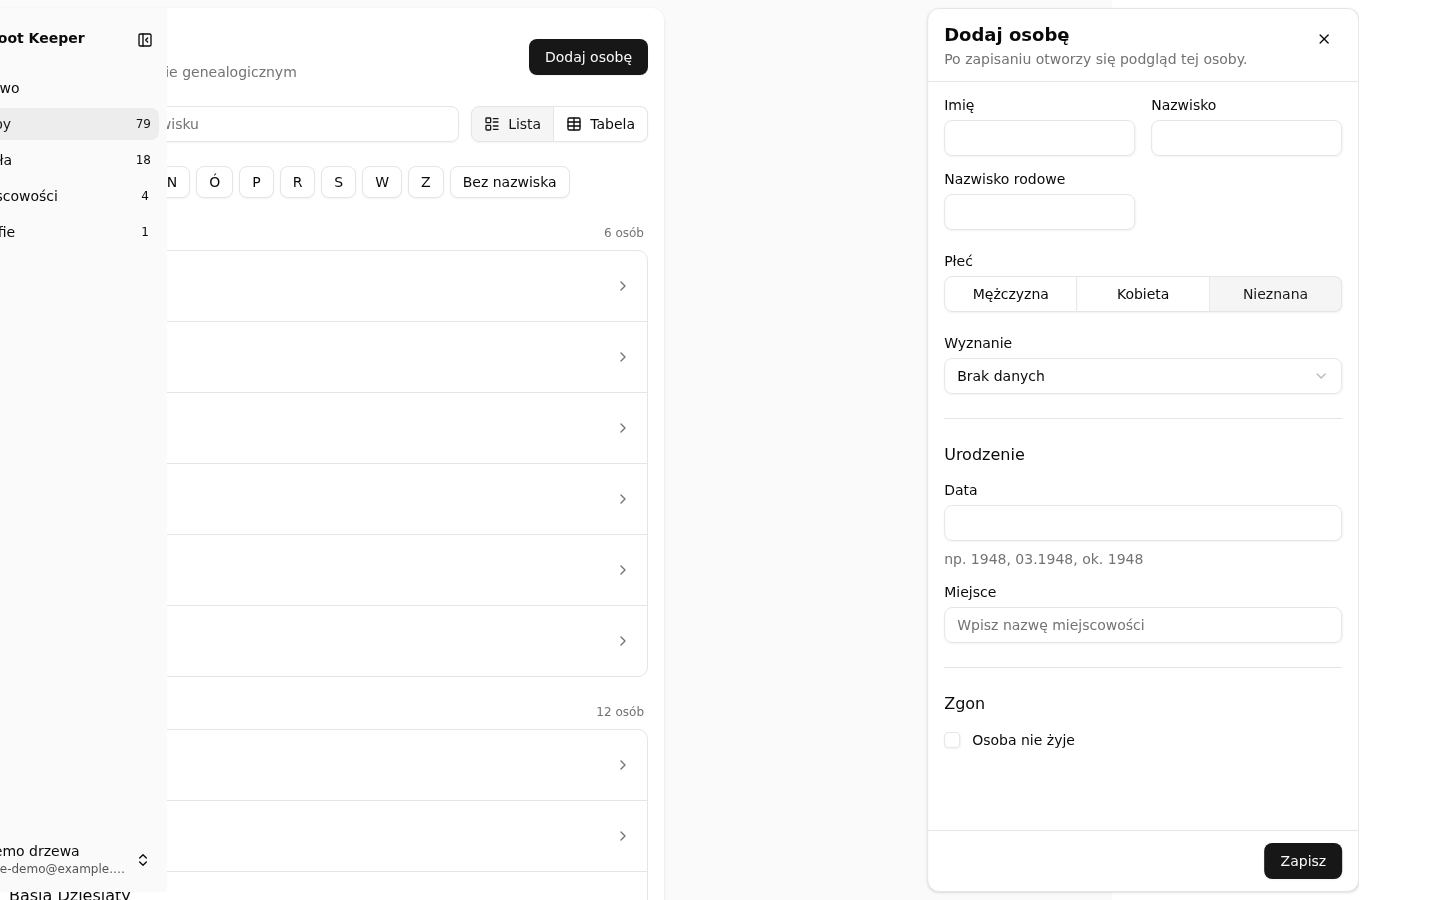 oot Keeper
wo
by 79
ła 18
scowości 4
fie 1
emo drzewa
e-demo@example....
Basia Dziesiąty
Dodaj osobę
ie genealogicznym
wisku
Lista
Tabela
N Ó P R S W Z Bez nazwiska
6 osób
12 osób
Dodaj osobę
Po zapisaniu otworzy się podgląd tej osoby.
Imię Nazwisko
Nazwisko rodowe
Płeć
Mężczyzna Kobieta Nieznana
Wyznanie
Brak danych
Urodzenie
Data
np. 1948, 03.1948, ok. 1948
Miejsce
Wpisz nazwę miejscowości
Zgon
Osoba nie żyje
Zapisz